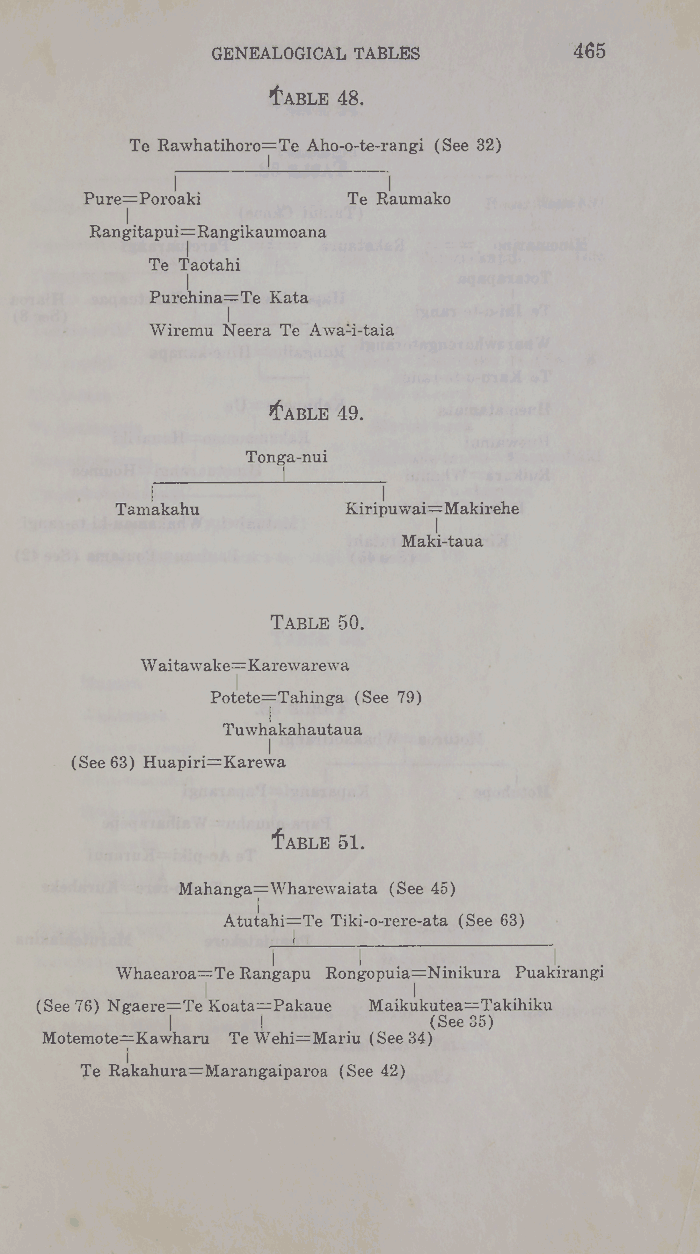 GENEALOGICAL TABLES 465
TABLE 48.
Te Rawhatihoro=Te Aho-o-te-rangi (See 32)
Pure=Poroaki Te Raumako
Rangitapui=Rangikaumoana
Te Taotahi
Purehina=Te Kata
Wiremu Neera Te Awa-i-taia
TABLE 49.
Tonga-nui
Tamakahu Kiripuwai=Makirehe
Maki-taua
TABLE 50.
Waitawake=Karewarewa
Potete=Tahinga (See 79)
Tuwhakahautaua
(See 63) Huapiri=Karewa
TABLE 51.
Mahanga=Wharewaiata (See 45)
Atutahi=Te Tiki-o-rere-ata (See 63)
Whaearoa=Te Rangapu Rongopuia=Ninikura Puakirangi
(See 76) Ngaere=Te Koata=Pakaue Maikukutea=Takihiku
(See 35)
Motemote=Kawharu Te Wehi=Mariu (See 34)
Te Rakahura=Marangaiparoa (See 42)